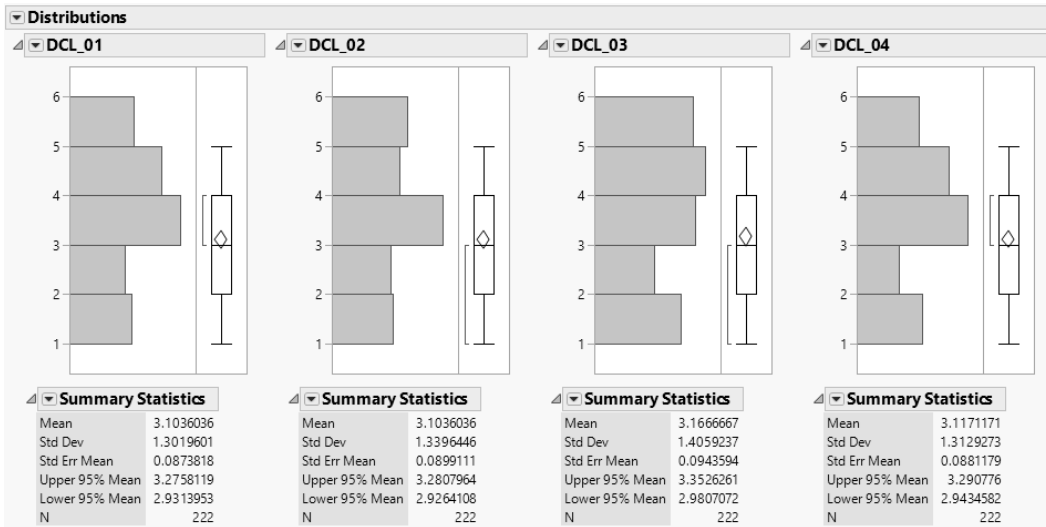 Distributions
DCL_01 DCL_02 DCL_03 DCL_04
6 6 6 6
5 5 5 5
4 4 4 4
3 3 3 3
2 2 2 2
1 1 1 1
Summary Statistics Summary Statistics Summary Statistics Summary Statistics
Mean 3.1036036 Mean 3.1036036 Mean 3.1666667 Mean 3.1171171
Std Dev 1.3019601 Std Dev 1.3396446 Std Dev 1.4059237 Std Dev 1.3129273
Std Err Mean 0.0873818 Std Err Mean 0.0899111 Std Err Mean 0.0943594 Std Err Mean 0.0881179
Upper 95% Mean 3.2758119 Upper 95% Mean 3.2807964 Upper 95% Mean 3.3526261 Upper 95% Mean 3.290776
Lower 95% Mean 2.9313953 Lower 95% Mean 2.9264108 Lower 95% Mean 2.9807072 Lower 95% Mean 2.9434582
N 222 N 222 N 222 N 222